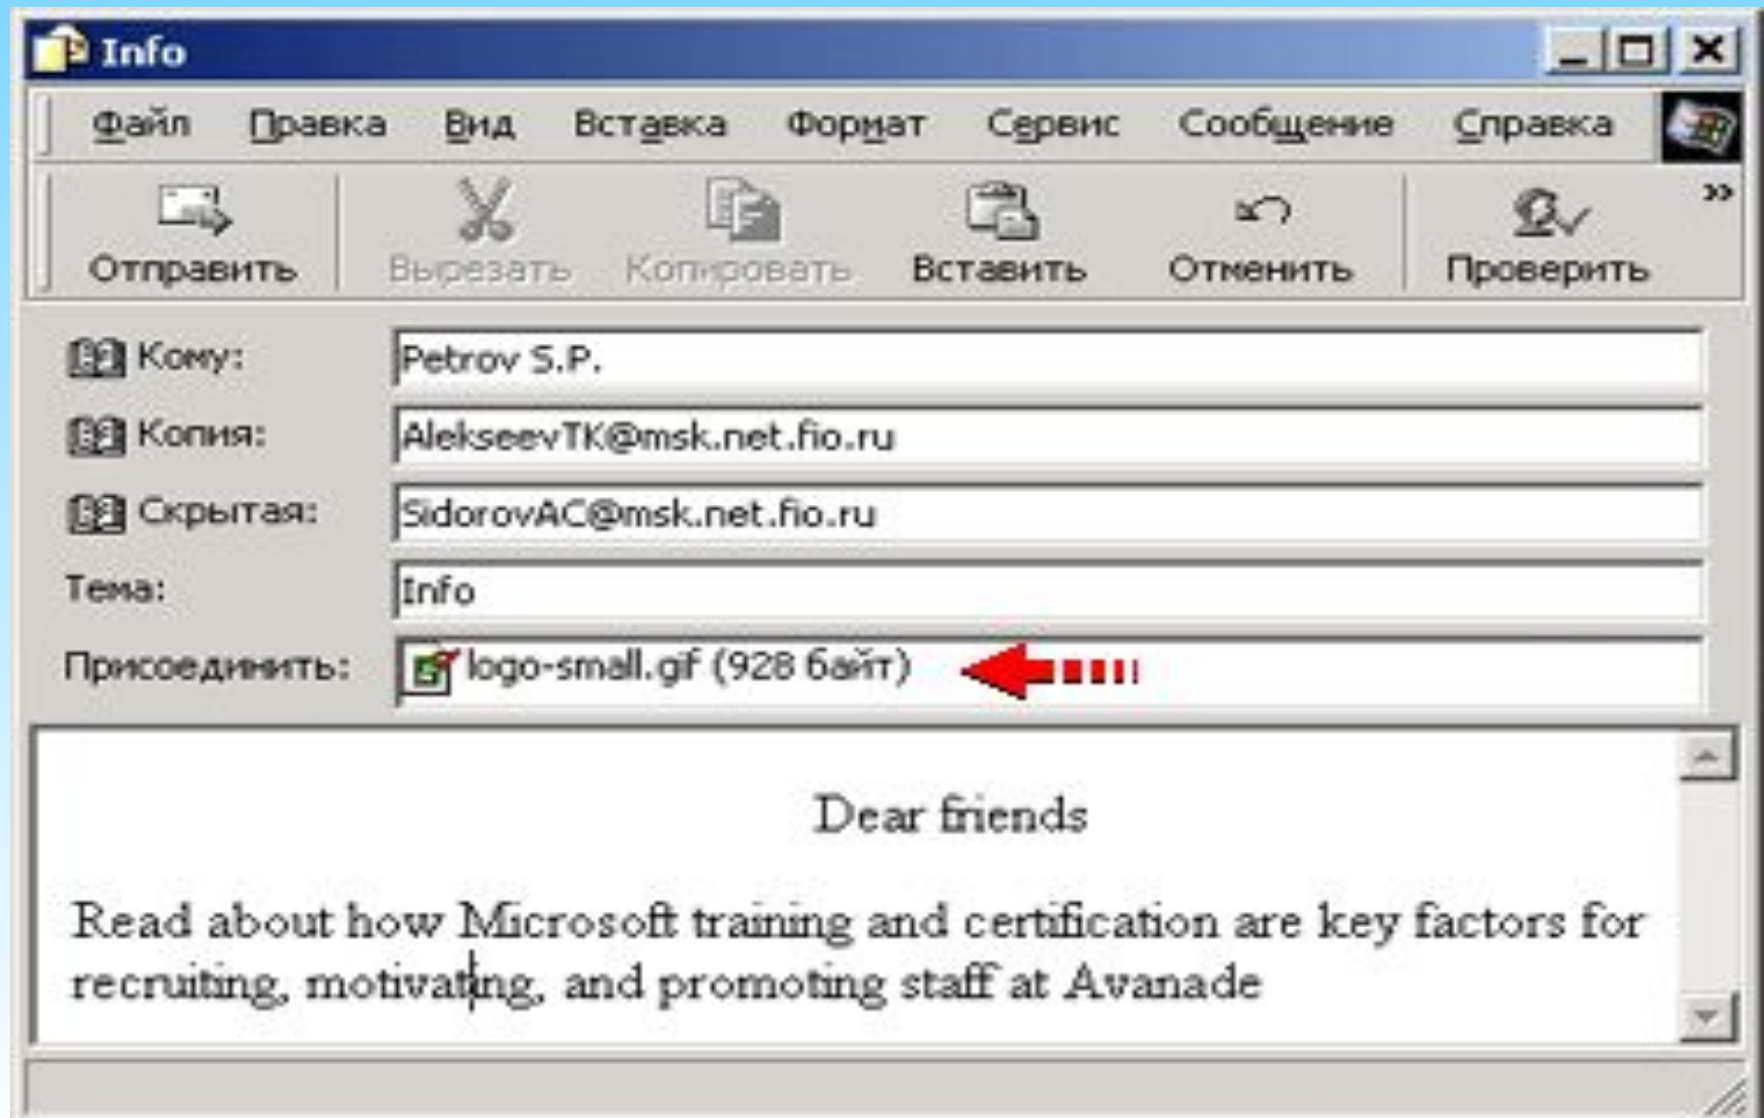 Info
Файл Правка Вид Вставка Формат Сервис Сообщение Справка
Отправить Вырезать Копировать Вставить Отменить Проверить »
Кому: Petrov S.P.
Копия: AlekseevTK@msk.net.fio.ru
Скрытая: SidorovAC@msk.net.fio.ru
Тема: Info
Присоединить: logo-small.gif (928 байт)
Dear friends
Read about how Microsoft training and certification are key factors for
recruiting, motivating, and promoting staff at Avanade